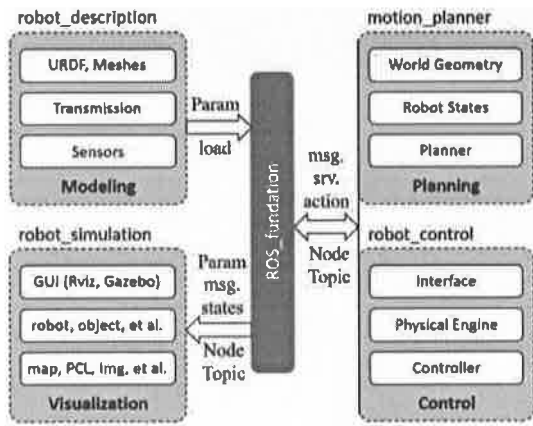 robot_description
URDF, Meshes
Transmission
Sensors
Modeling
robot_simulation
GUI (Rviz, Gazebo)
robot, object, et al.
map, PCL, Img, et al.
Visualization
Param
load
Param
msg.
states
Node
Topic
ROS_fundation
msg.
srv.
action
Node
Topic
motion_planner
World Geometry
Robot States
Planner
Planning
robot_control
Interface
Physical Engine
Controller
Control